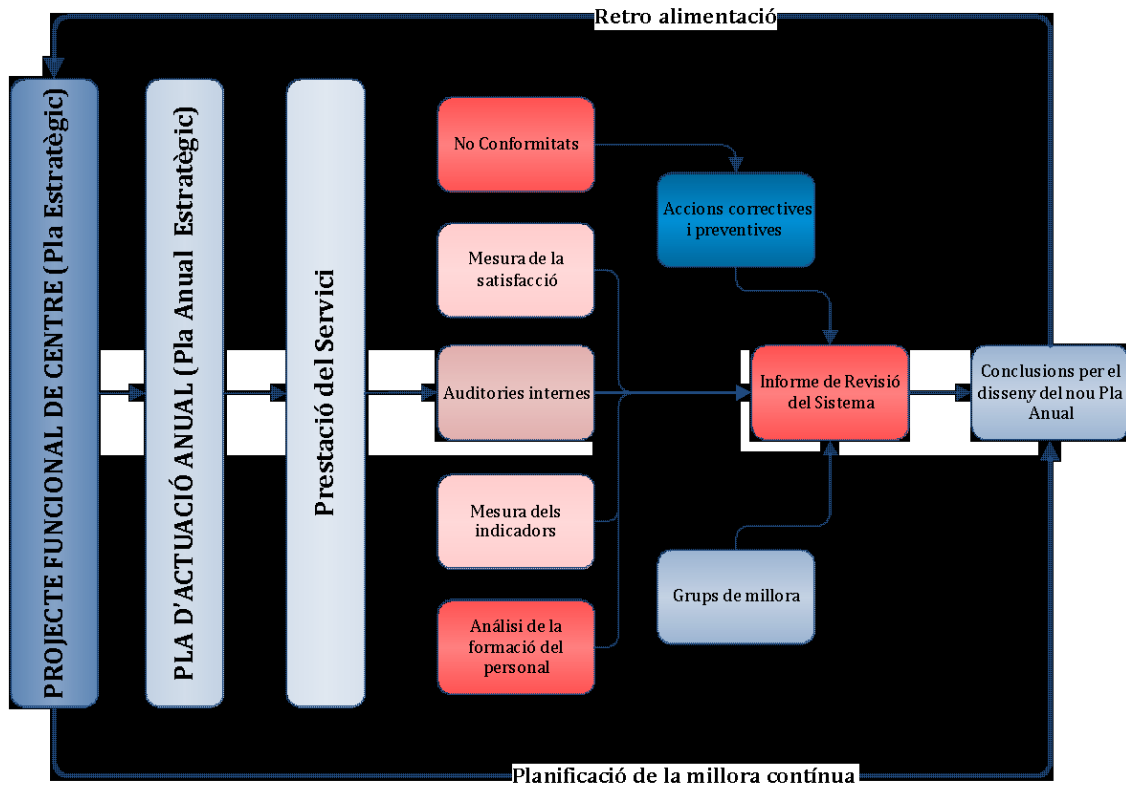 Retro alimentació
PROJECTE FUNCIONAL DE CENTRE (Pla Estratègic)
PLA D'ACTUACIÓ ANUAL (Pla Anual Estratègic)
Prestació del Servici
No Conformitats
Mesura de la
satisfacció
Auditories internes
Mesura dels
indicadors
Análisi de la
formació del
personal
Accions correctives
i preventives
Informe de Revisió
del Sistema
Grups de millora
Conclusions per el
disseny del nou Pla
Anual
Planificació de la millora contínua